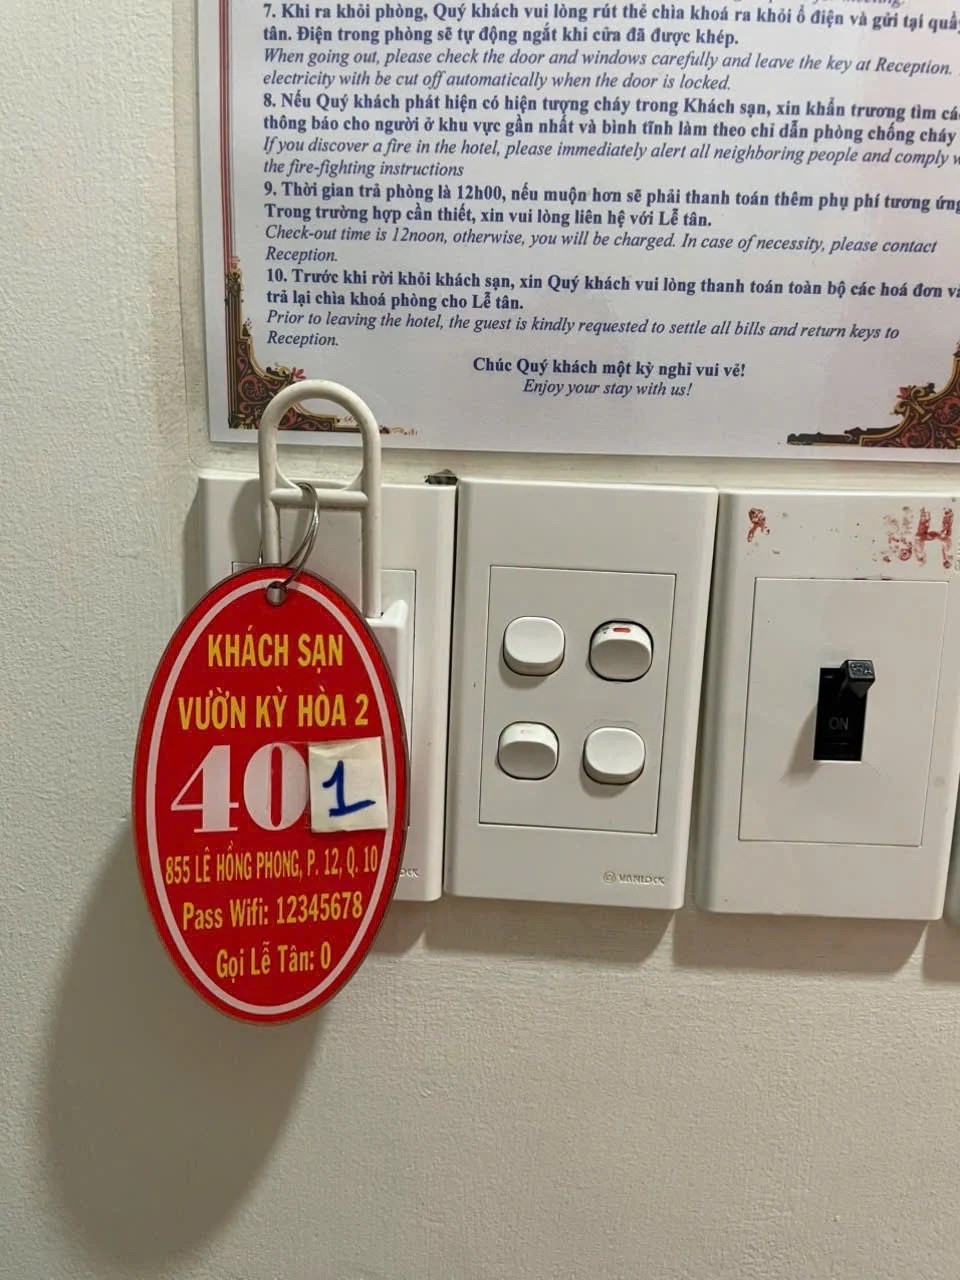 7. Khi ra khỏi phòng, Quý khách vui lòng rút thẻ chìa khoá ra khỏi ổ điện và gửi tại
tân. Điện trong phòng sẽ tự động ngắt khi cửa đã được khép.
When going out, please check the door and windows carefully and leave the key at Reception.
electricity with be cut off automatically when the door is locked.
8. Nếu Quý khách phát hiện có hiện tượng cháy trong Khách sạn, xin khẩn trương tìm
thông báo cho người ở khu vực gần nhất và bình tĩnh làm theo chỉ dẫn phòng chống cháy
If you discover a fire in the hotel, please immediately alert all neighboring people and comply
the fire-fighting instructions
9. Thời gian trả phòng là 12h00, nếu muộn hơn sẽ phải thanh toán thêm phụ phí tương ứng
Trong trường hợp cần thiết, xin vui lòng liên hệ với Lễ tân.
Check-out time is 12noon, otherwise, you will be charged. In case of necessity, please contact
Reception.
10. Trước khi rời khỏi khách sạn, xin Quý khách vui lòng thanh toán toàn bộ các hoá đơn
trả lại chìa khoá phòng cho Lễ tân.
Prior to leaving the hotel, the guest is kindly requested to settle all bills and return keys to
Reception.
Chúc Quý khách một kỳ nghỉ vui vẻ!
Enjoy your stay with us!
KHÁCH SẠN
VƯỜN KỲ HÒA 2
401
855 LÊ HỒNG PHONG, P. 12, Q. 10
Pass Wifi: 12345678
Gọi Lễ Tân: 0
VANLOCK
ON